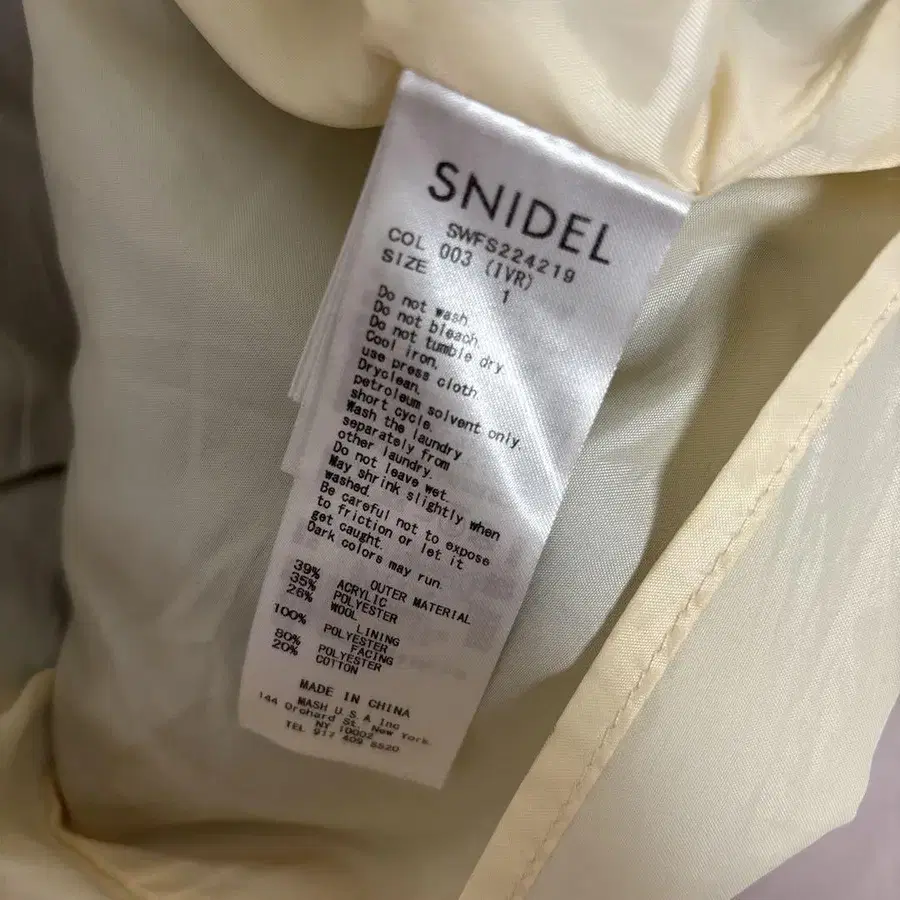 SNIDEL
SWFS224219
COL 003 (IVR)
SIZE 1
Do not wash.
Do not bleach.
Do not tumble dry.
Cool iron,
use press cloth.
Dryclean,
petroleum solvent only.
short cycle.
Wash the laundry
separately from
other laundry.
Do not leave wet.
May shrink slightly when
washed.
Be careful not to expose
to friction or let it
get caught.
Dark colors may run.
OUTER MATERIAL
39% ACRYLIC
35% POLYESTER
26% WOOL
LINING
100% POLYESTER
FACING
80% POLYESTER
20% COTTON
MADE IN CHINA
MASH U.S.A Inc
144 Orchard St. New York.
NY 10002
TEL 917 409 8520